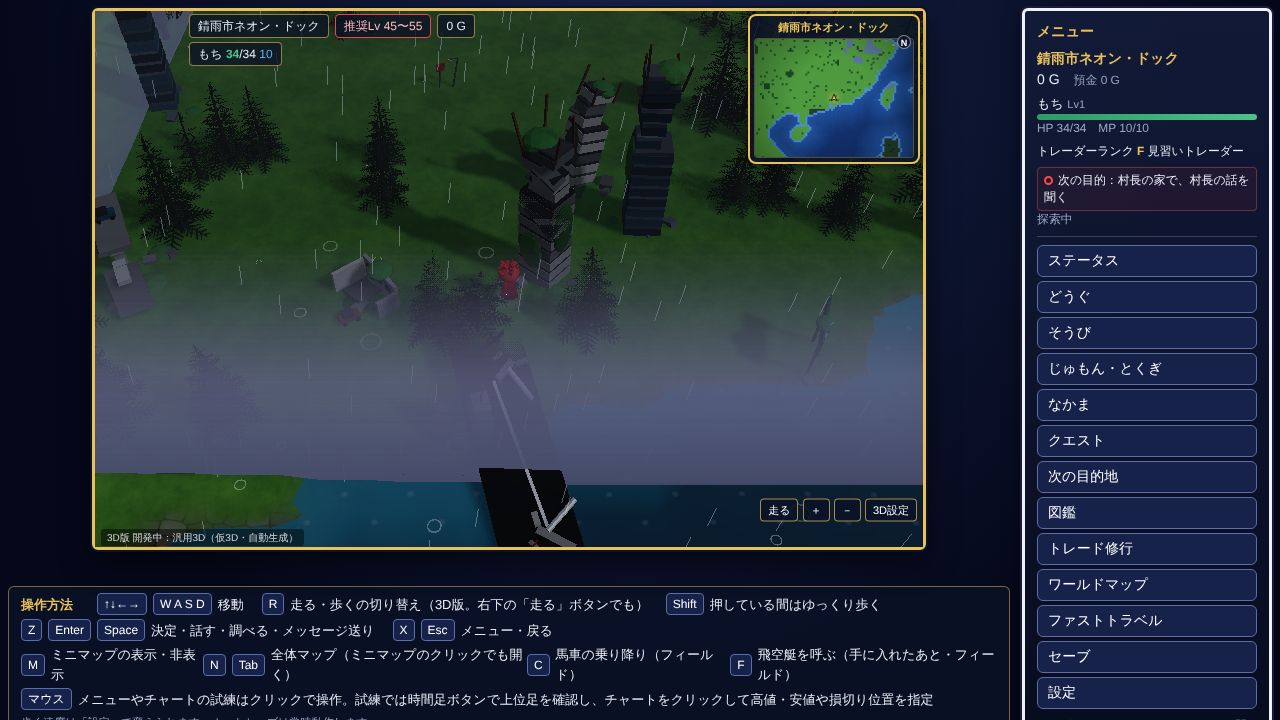 錆雨市ネオン・ドック
推奨Lv 45〜55
0 G
もち 34/34 10
錆雨市ネオン・ドック
N
走る
+
−
3D設定
3D版 開発中：汎用3D（仮3D・自動生成）
メニュー
錆雨市ネオン・ドック
0 G 預金 0 G
もち Lv1
HP 34/34 MP 10/10
トレーダーランク F 見習いトレーダー
次の目的：村長の家で、村長の話を
聞く
探索中
ステータス
どうぐ
そうび
じゅもん・とくぎ
なかま
クエスト
次の目的地
図鑑
トレード修行
ワールドマップ
ファストトラベル
セーブ
設定
操作方法 ↑↓←→ W A S D 移動 R 走る・歩くの切り替え（3D版。右下の「走る」ボタンでも） Shift 押している間はゆっくり歩く
Z Enter Space 決定・話す・調べる・メッセージ送り X Esc メニュー・戻る
M ミニマップの表示・非表示 N Tab 全体マップ（ミニマップのクリックでも開く） C 馬車の乗り降り（フィールド） F 飛空艇を呼ぶ（手に入れたあと・フィールド）
マウス メニューやチャートの試練はクリックで操作。試練では時間足ボタンで上位足を確認し、チャートをクリックして高値・安値や損切り位置を指定